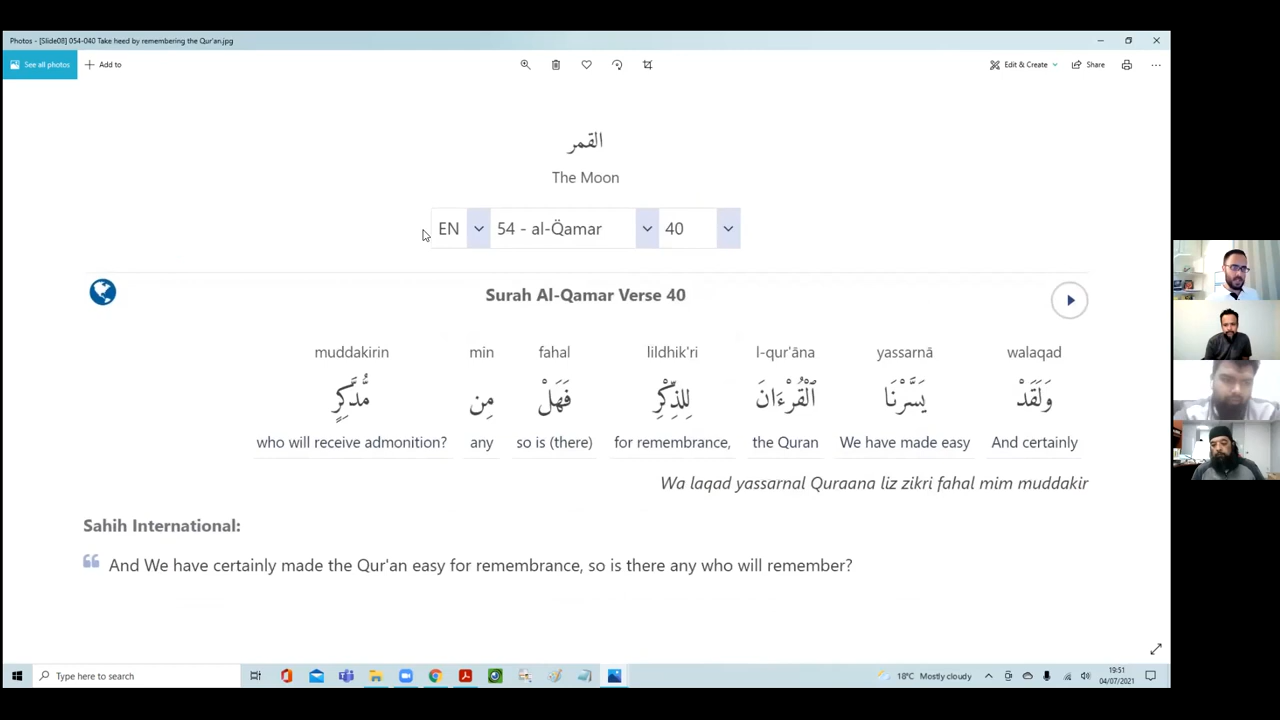 Photos - [Slide08] 054-040 Take heed by remembering the Qur'an.jpg
See all photos
Add to
Edit & Create
Share
القمر
The Moon
EN
54 - al-Q̈amar
40
Surah Al-Qamar Verse 40
muddakirin min fahal lildhik'ri l-qur'āna yassarnā walaqad
وَلَقَدْ يَسَّرْنَا ٱلْقُرْءَانَ لِلذِّكْرِ فَهَلْ مِن مُّدَّكِرٍ
who will receive admonition? any so is (there) for remembrance, the Quran We have made easy And certainly
Wa laqad yassarnal Quraana liz zikri fahal mim muddakir
Sahih International:
And We have certainly made the Qur'an easy for remembrance, so is there any who will remember?
Type here to search
18°C Mostly cloudy
19:51
04/07/2021